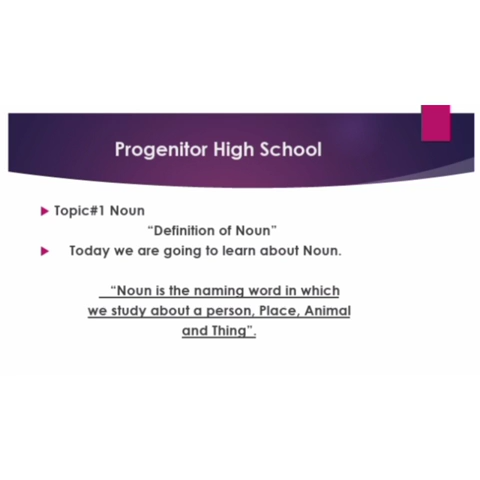 Progenitor High School
Topic#1 Noun
“Definition of Noun”
Today we are going to learn about Noun.
“Noun is the naming word in which
we study about a person, Place, Animal
and Thing”.